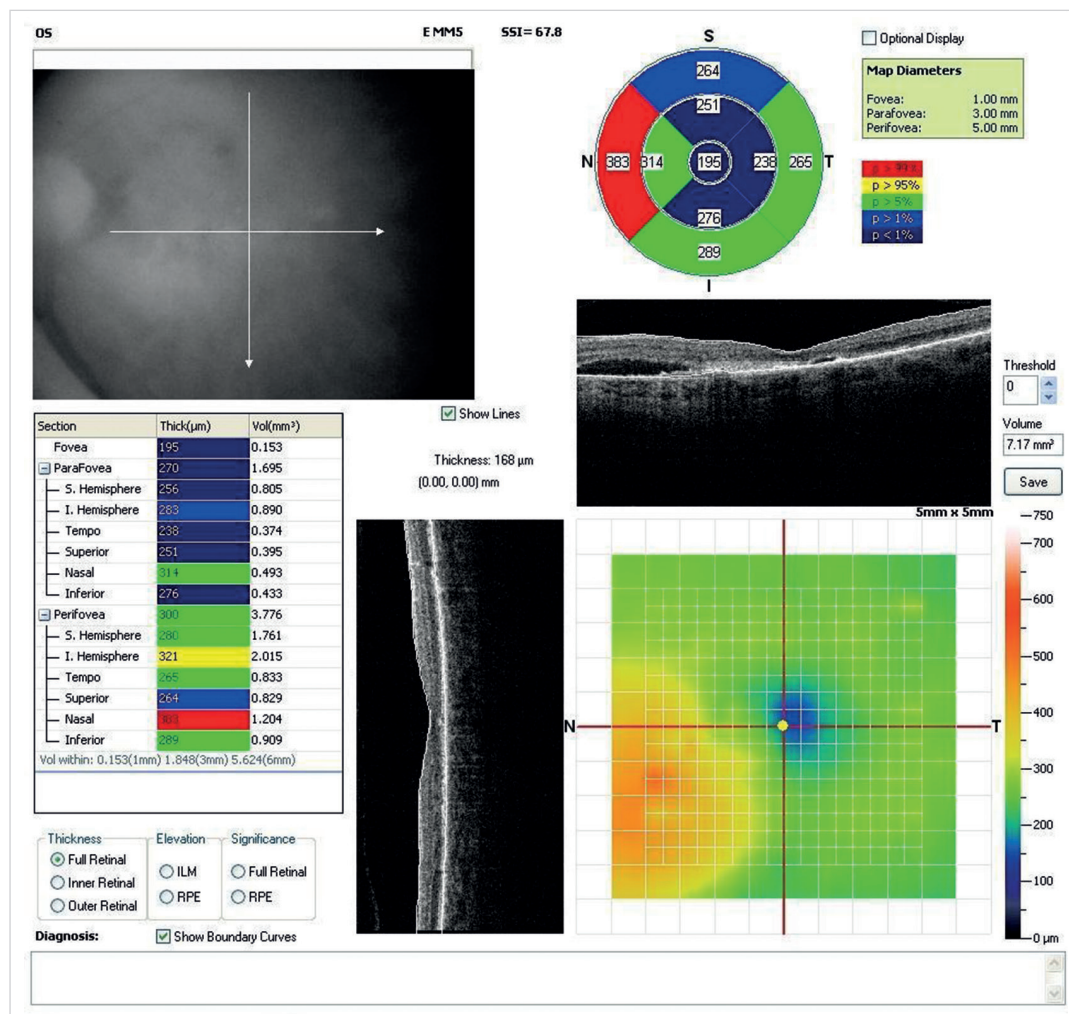 OS E MM5 SSI= 67.8
S
264
251
N 383 314 195 238 265 T
276
289
I
Optional Display
Map Diameters
Fovea: 1.00 mm
Parafovea: 3.00 mm
Perifovea: 5.00 mm
p > 99%
p > 95%
p > 5%
p > 1%
p < 1%
Show Lines
Thickness: 168 µm
(0.00, 0.00) mm
Threshold
0
Volume
7.17 mm³
Save
Section Thick(µm) Vol(mm³)
Fovea 195 0.153
ParaFovea 270 1.695
S. Hemisphere 256 0.805
I. Hemisphere 283 0.890
Tempo 238 0.374
Superior 251 0.395
Nasal 314 0.493
Inferior 276 0.433
Perifovea 300 3.776
S. Hemisphere 280 1.761
I. Hemisphere 321 2.015
Tempo 265 0.833
Superior 264 0.829
Nasal 383 1.204
Inferior 289 0.909
Vol within: 0.153(1mm) 1.848(3mm) 5.624(6mm)
5mm x 5mm
N T
750
700
600
500
400
300
200
100
0 µm
Thickness
Full Retinal
Inner Retinal
Outer Retinal
Elevation
ILM
RPE
Significance
Full Retinal
RPE
Diagnosis: Show Boundary Curves